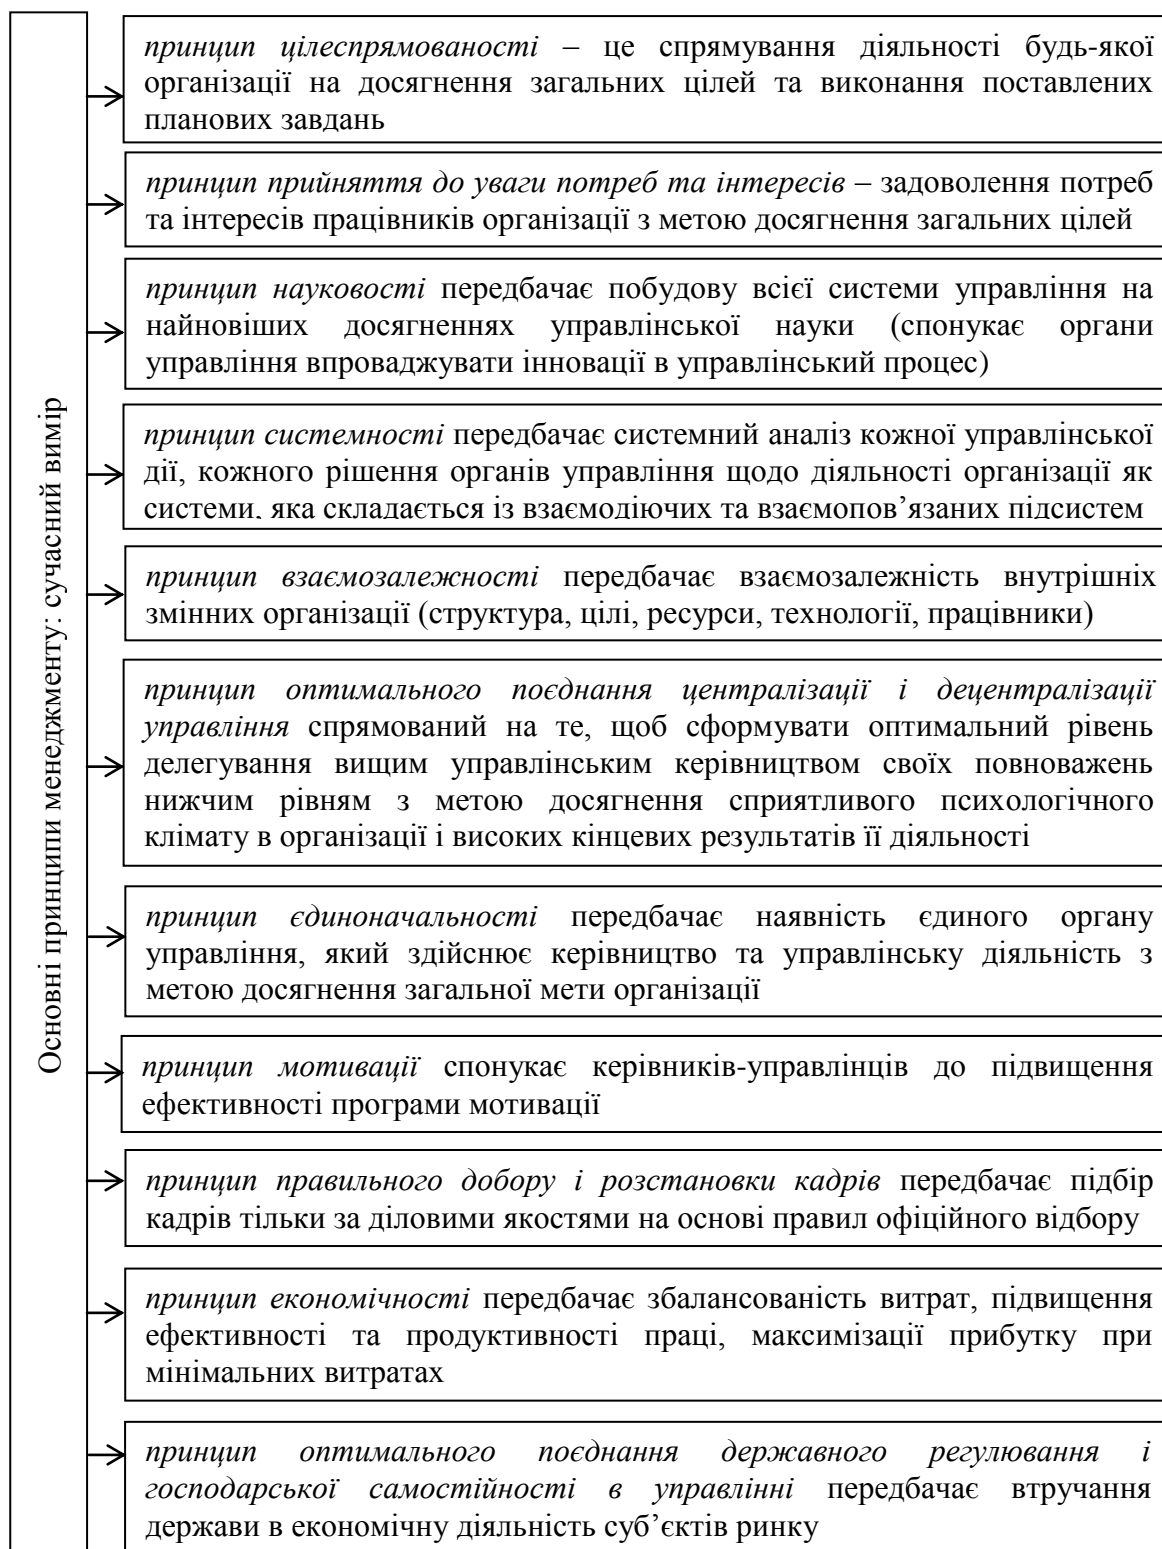 Основні принципи менеджменту: сучасний вимір
принцип цілеспрямованості – це спрямування діяльності будь-якої
організації на досягнення загальних цілей та виконання поставлених
планових завдань
принцип прийняття до уваги потреб та інтересів – задоволення потреб
та інтересів працівників організації з метою досягнення загальних цілей
принцип науковості передбачає побудову всієї системи управління на
найновіших досягненнях управлінської науки (спонукає органи
управління впроваджувати інновації в управлінський процес)
принцип системності передбачає системний аналіз кожної управлінської
дії, кожного рішення органів управління щодо діяльності організації як
системи, яка складається із взаємодіючих та взаємопов’язаних підсистем
принцип взаємозалежності передбачає взаємозалежність внутрішніх
змінних організації (структура, цілі, ресурси, технології, працівники)
принцип оптимального поєднання централізації і децентралізації
управління спрямований на те, щоб сформувати оптимальний рівень
делегування вищим управлінським керівництвом своїх повноважень
нижчим рівням з метою досягнення сприятливого психологічного
клімату в організації і високих кінцевих результатів її діяльності
принцип єдиноначальності передбачає наявність єдиного органу
управління, який здійснює керівництво та управлінську діяльність з
метою досягнення загальної мети організації
принцип мотивації спонукає керівників-управлінців до підвищення
ефективності програми мотивації
принцип правильного добору і розстановки кадрів передбачає підбір
кадрів тільки за діловими якостями на основі правил офіційного відбору
принцип економічності передбачає збалансованість витрат, підвищення
ефективності та продуктивності праці, максимізації прибутку при
мінімальних витратах
принцип оптимального поєднання державного регулювання і
господарської самостійності в управлінні передбачає втручання
держави в економічну діяльність суб’єктів ринку